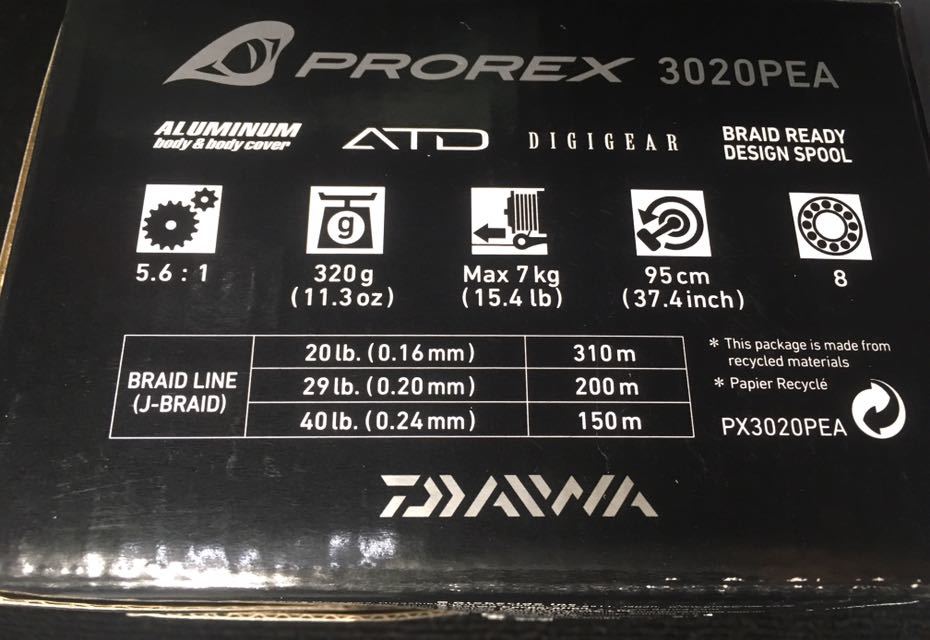 PROREX 3020PEA
ALUMINUM
body & body cover
ATD
DIGIGEAR
BRAID READY
DESIGN SPOOL
g
5.6 : 1
320 g
(11.3 oz)
Max 7 kg
(15.4 lb)
95 cm
(37.4 inch)
8
BRAID LINE
(J-BRAID)
20 lb. (0.16 mm) 310 m
29 lb. (0.20 mm) 200 m
40 lb. (0.24 mm) 150 m
* This package is made from
recycled materials
* Papier Recyclé
PX3020PEA
DAIWA